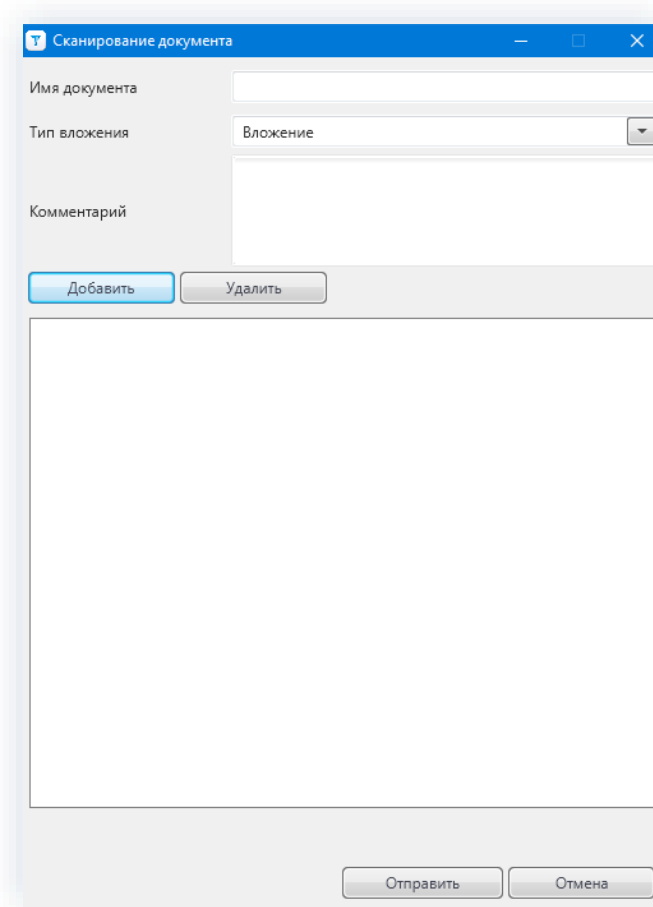 Сканирование документа
Имя документа
Тип вложения Вложение
Комментарий
Добавить Удалить
Отправить Отмена